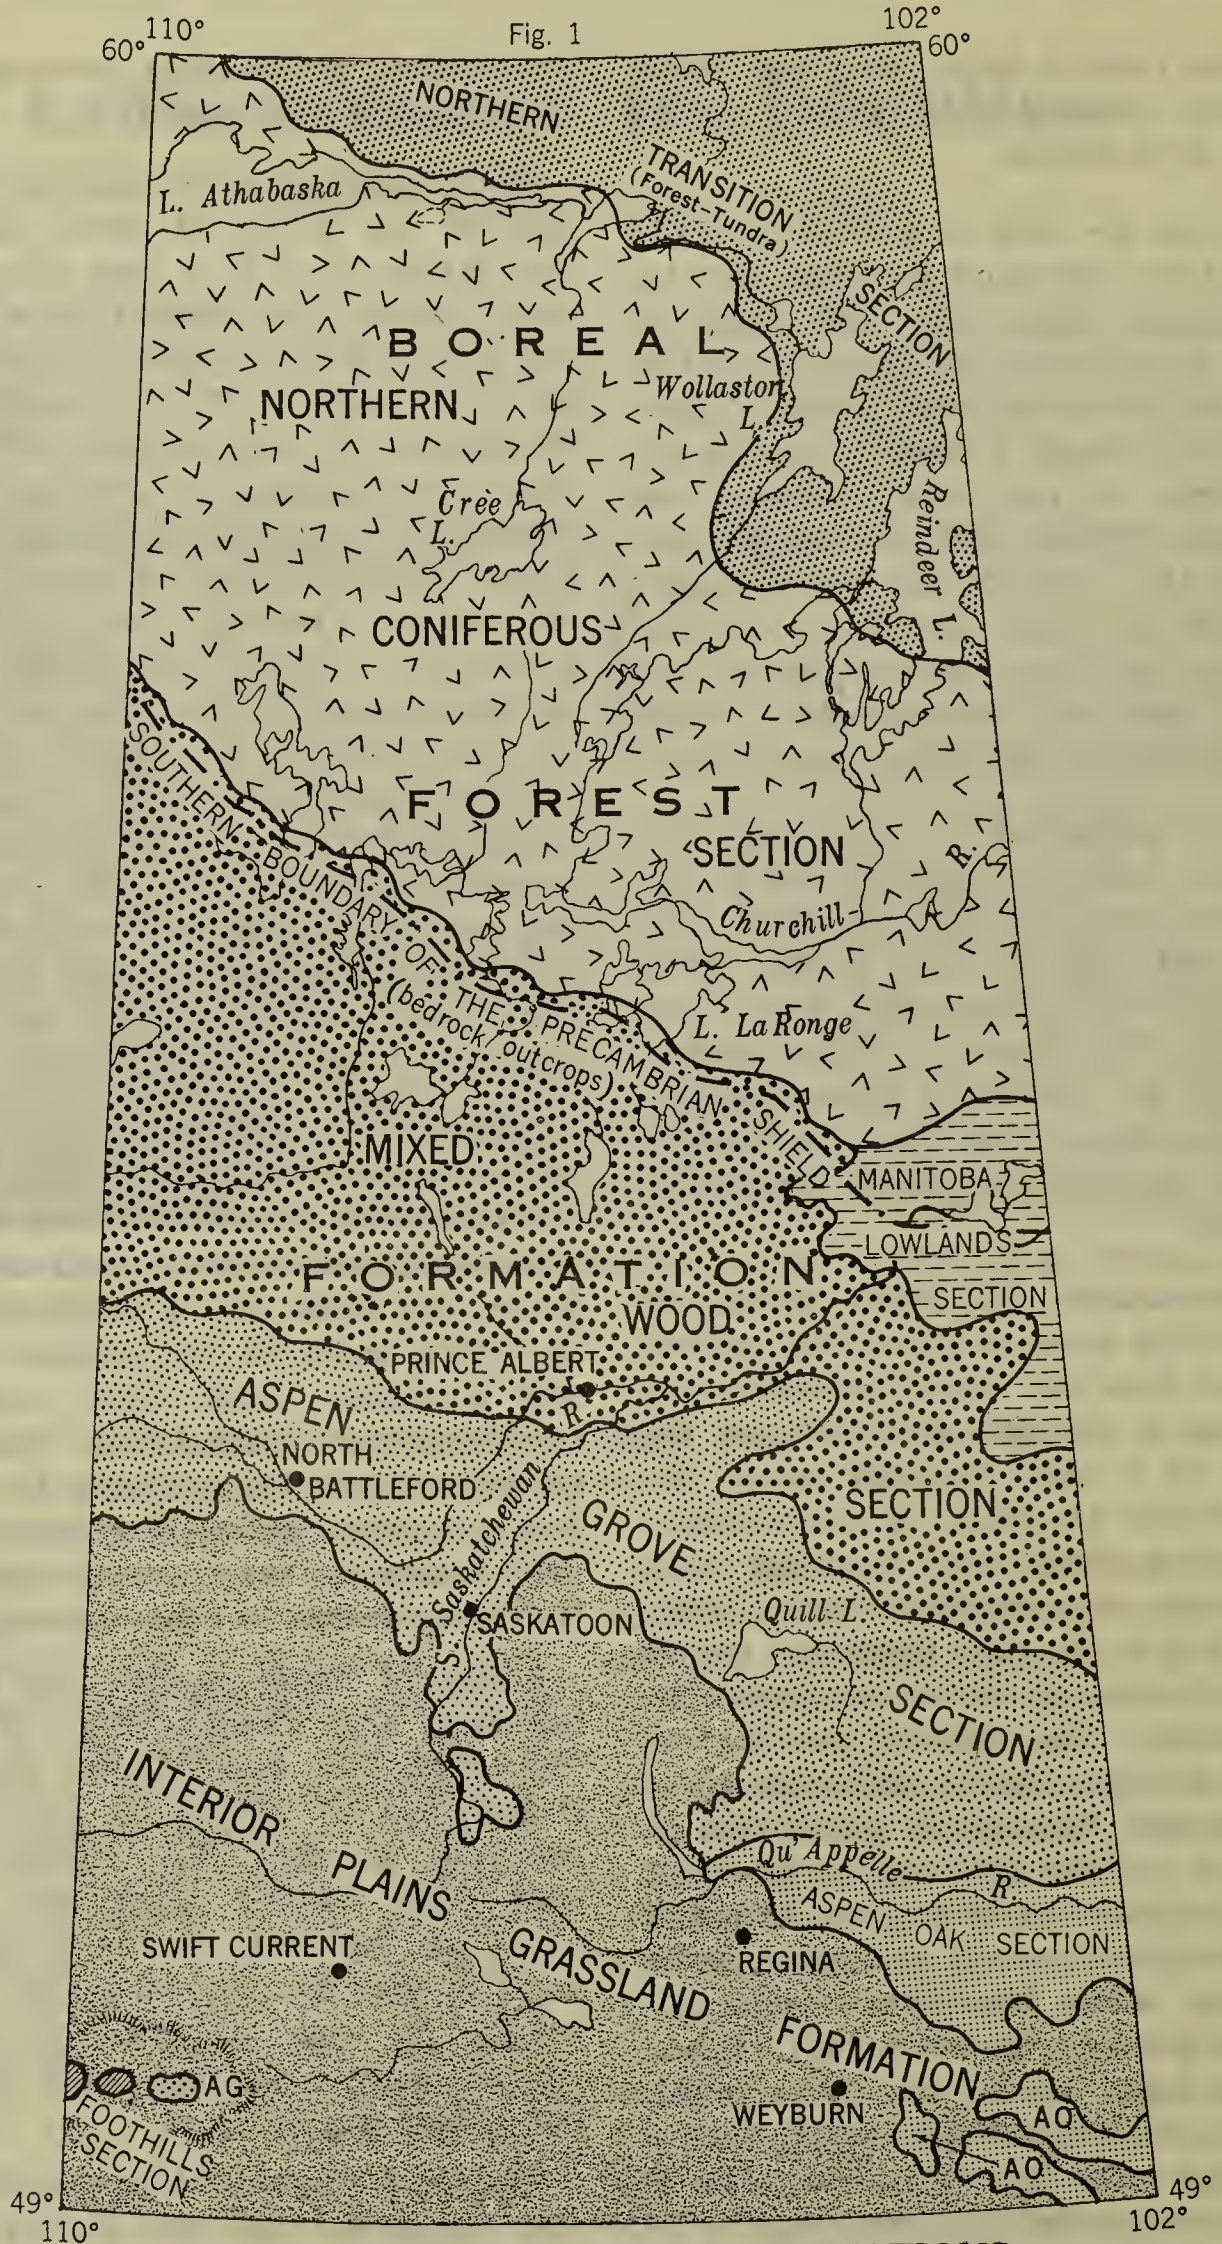 Fig. 1
110°
102°
60°
60°
NORTHERN
TRANSITION
(Forest-Tundra)
SECTION
L. Athabaska
BOREAL
Wollaston
L.
NORTHERN
Cree
L.
Reindeer L.
CONIFEROUS
FOREST
SECTION
R.
Churchill
SOUTHERN BOUNDARY OF THE PRECAMBRIAN SHIELD
(bedrock outcrops)
L. La Ronge
MIXED
MANITOBA
LOWLANDS
SECTION
FORMATION
WOOD
PRINCE ALBERT
N.
R.
ASPEN
NORTH
BATTLEFORD
GROVE
SECTION
S. Saskatchewan
SASKATOON
Quill L.
SECTION
INTERIOR
PLAINS
Qu'Appelle
R
ASPEN OAK SECTION
SWIFT CURRENT
GRASSLAND
REGINA
FORMATION
AG
WEYBURN
AO
AO
FOOTHILLS
SECTION
49°
49°
110°
102°